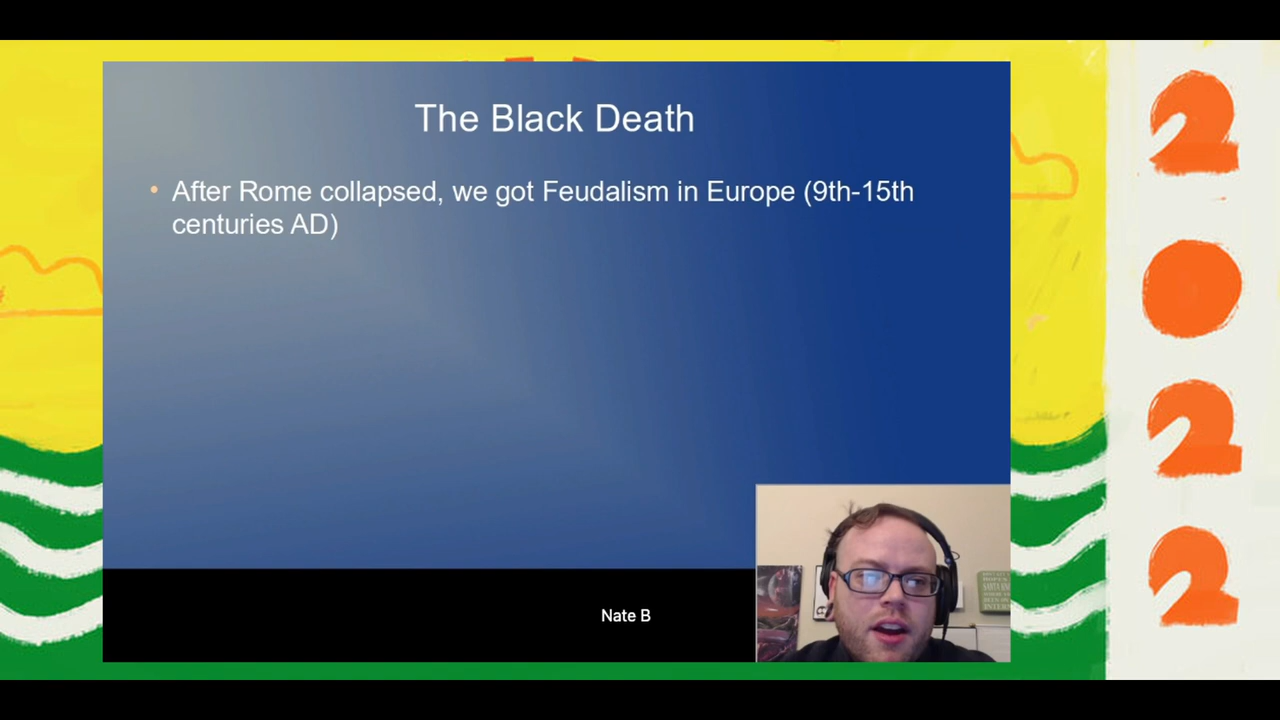 The Black Death
• After Rome collapsed, we got Feudalism in Europe (9th-15th
centuries AD)
Nate B
2
0
2
2